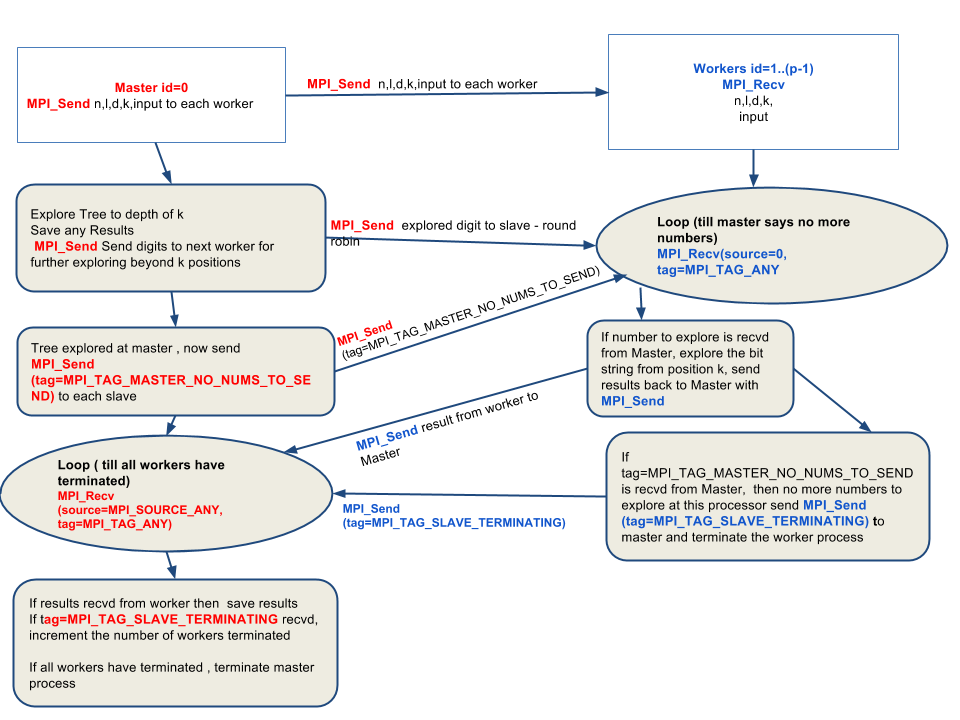 Master id=0
MPI_Send n,l,d,k,input to each worker
MPI_Send n,l,d,k,input to each worker
Workers id=1..(p-1)
MPI_Recv
n,l,d,k,
input
Explore Tree to depth of k
Save any Results
MPI_Send Send digits to next worker for
further exploring beyond k positions
MPI_Send explored digit to slave - round
robin
Loop (till master says no more
numbers)
MPI_Recv(source=0,
tag=MPI_TAG_ANY
Tree explored at master , now send
MPI_Send
(tag=MPI_TAG_MASTER_NO_NUMS_TO_SE
ND) to each slave
MPI_Send
(tag=MPI_TAG_MASTER_NO_NUMS_TO_SEND)
If number to explore is recvd
from Master, explore the bit
string from position k, send
results back to Master with
MPI_Send
MPI_Send result from worker to
Master
Loop ( till all workers have
terminated)
MPI_Recv
(source=MPI_SOURCE_ANY,
tag=MPI_TAG_ANY)
MPI_Send
(tag=MPI_TAG_SLAVE_TERMINATING)
If
tag=MPI_TAG_MASTER_NO_NUMS_TO_SEND
is recvd from Master, then no more numbers to
explore at this processor send MPI_Send
(tag=MPI_TAG_SLAVE_TERMINATING) to
master and terminate the worker process
If results recvd from worker then save results
If tag=MPI_TAG_SLAVE_TERMINATING recvd,
increment the number of workers terminated
If all workers have terminated , terminate master
process